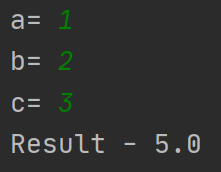 a= 1
b= 2
c= 3
Result - 5.0